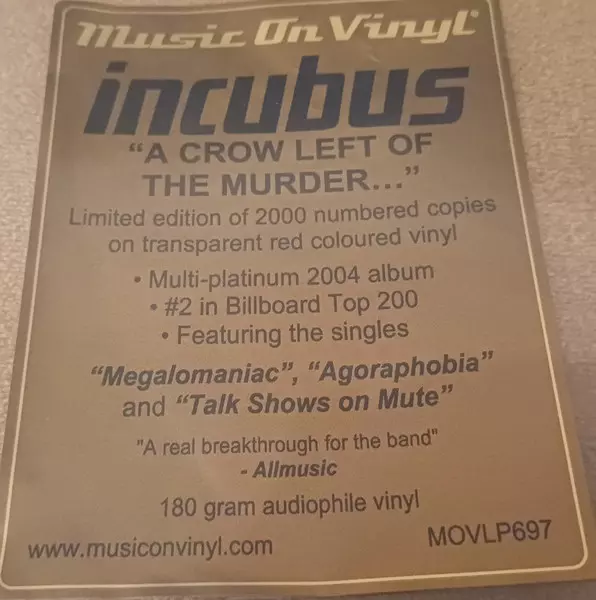 Music On Vinyl®
incubus
“A CROW LEFT OF
THE MURDER...”
Limited edition of 2000 numbered copies
on transparent red coloured vinyl
• Multi-platinum 2004 album
• #2 in Billboard Top 200
• Featuring the singles
“Megalomaniac”, “Agoraphobia”
and “Talk Shows on Mute”
"A real breakthrough for the band"
- Allmusic
180 gram audiophile vinyl
www.musiconvinyl.com MOVLP697